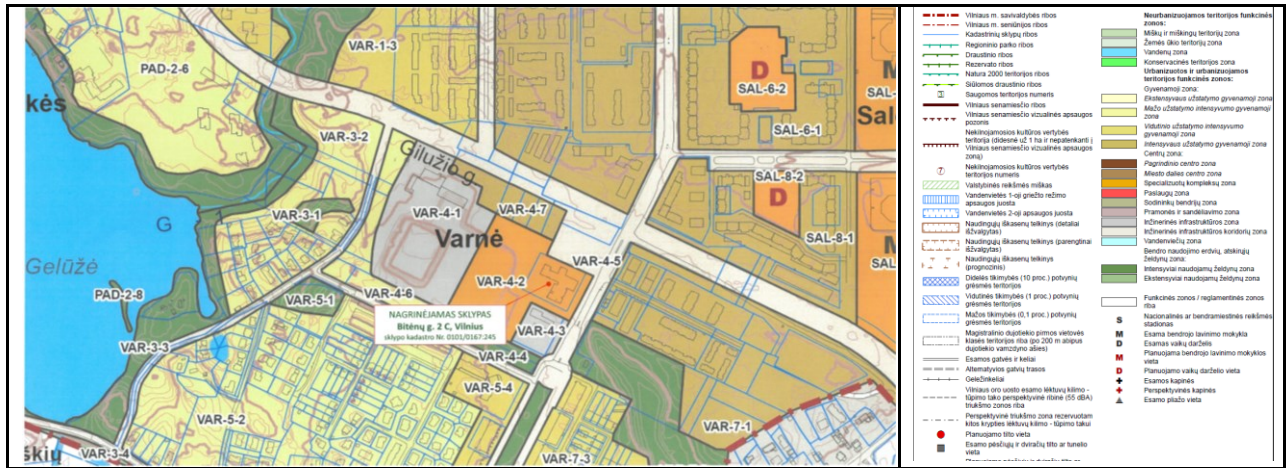 VAR-1-3
PAD-2-6
D
SAL-6-2
M
SAL-
kės
Sal
VAR-3-2
SAL-6-1
Gilužio g.
SAL-8-2
D
VAR-4-1
VAR-4-7
VAR-3-1
G
Varnė
SAL-8-1
M
SAL-
Gelūžė
VAR-4-5
VAR-4-2
PAD-2-8
VAR-4-6
VAR-5-1
NAGRINĖJAMAS SKLYPAS
Bitėnų g. 2 C, Vilnius
sklypo kadastro Nr. 0101/0167:245
VAR-4-3
VAR-3-3
VAR-4-4
VAR-5-4
VAR-5-2
VAR-7-1
škių
VAR-3-4
VAR-7-3
Vilniaus m. savivaldybės ribos
Vilniaus m. seniūnijos ribos
Kadastrinių sklypų ribos
Regioninio parko ribos
Draustinio ribos
Rezervato ribos
Natura 2000 teritorijos ribos
Siūlomos draustinio ribos
Saugomos teritorijos numeris
Vilniaus senamiesčio ribos
Vilniaus senamiesčio vizualinės apsaugos
pozonis
Nekilnojamosios kultūros vertybės
teritorija (didesnė už 1 ha ir nepatenkanti į
Vilniaus senamiesčio vizualinės apsaugos
zoną)
Nekilnojamosios kultūros vertybės
teritorijos numeris
Valstybinės reikšmės miškas
Vandenvietės 1-oji griežto režimo
apsaugos juosta
Vandenvietės 2-oji apsaugos juosta
Naudingųjų iškasenų telkinys (detaliai
išžvalgytas)
Naudingųjų iškasenų telkinys (parengtinai
išžvalgytas)
Naudingųjų iškasenų telkinys
(prognozinis)
Didelės tikimybės (10 proc.) potvynių
grėsmės teritorijos
Vidutinės tikimybės (1 proc.) potvynių
grėsmės teritorijos
Mažos tikimybės (0,1 proc.) potvynių
grėsmės teritorijos
Magistralinio dujotiekio pirmos vietovės
klasės teritorijos riba (po 200 m abipus
dujotiekio vamzdyno ašies)
Esamos gatvės ir keliai
Alternatyvios gatvių trasos
Geležinkeliai
Vilniaus oro uosto esamo lėktuvų kilimo -
tūpimo tako perspektyvinė ribinė (55 dBA)
triukšmo zonos riba
Perspektyvinė triukšmo zona rezervuotam
kitos krypties lėktuvų kilimo - tūpimo takui
Planuojamo tilto vieta
Esamo pėsčiųjų ir dviračių tilto ar tunelio
vieta
Neurbanizuojamos teritorijos funkcinės
zonos:
Miškų ir miškingų teritorijų zona
Žemės ūkio teritorijų zona
Vandenų zona
Konservacinės teritorijos zona
Urbanizuotos ir urbanizuojamos
teritorijos funkcinės zonos:
Gyvenamoji zona:
Ekstensyvaus užstatymo gyvenamoji zona
Mažo užstatymo intensyvumo gyvenamoji
zona
Vidutinio užstatymo intensyvumo
gyvenamoji zona
Intensyvaus užstatymo gyvenamoji zona
Centrų zona:
Pagrindinio centro zona
Miesto dalies centro zona
Specializuotų kompleksų zona
Paslaugų zona
Sodininkų bendrijų zona
Pramonės ir sandėliavimo zona
Inžinerinės infrastruktūros zona
Inžinerinės infrastruktūros koridorių zona
Vandenviečių zona
Bendro naudojimo erdvių, atskirųjų
želdynų zona:
Intensyviai naudojamų želdynų zona
Ekstensyviai naudojamų želdynų zona
Funkcinės zonos / reglamentinės zonos
riba
S Nacionalinės ar bendramiestinės reikšmės
stadionas
M Esama bendrojo lavinimo mokykla
D Esamas vaikų darželis
M Planuojama bendrojo lavinimo mokyklos
vieta
D Planuojamo vaikų darželio vieta
Esamos kapinės
Perspektyvinės kapinės
Esamo pliažo vieta